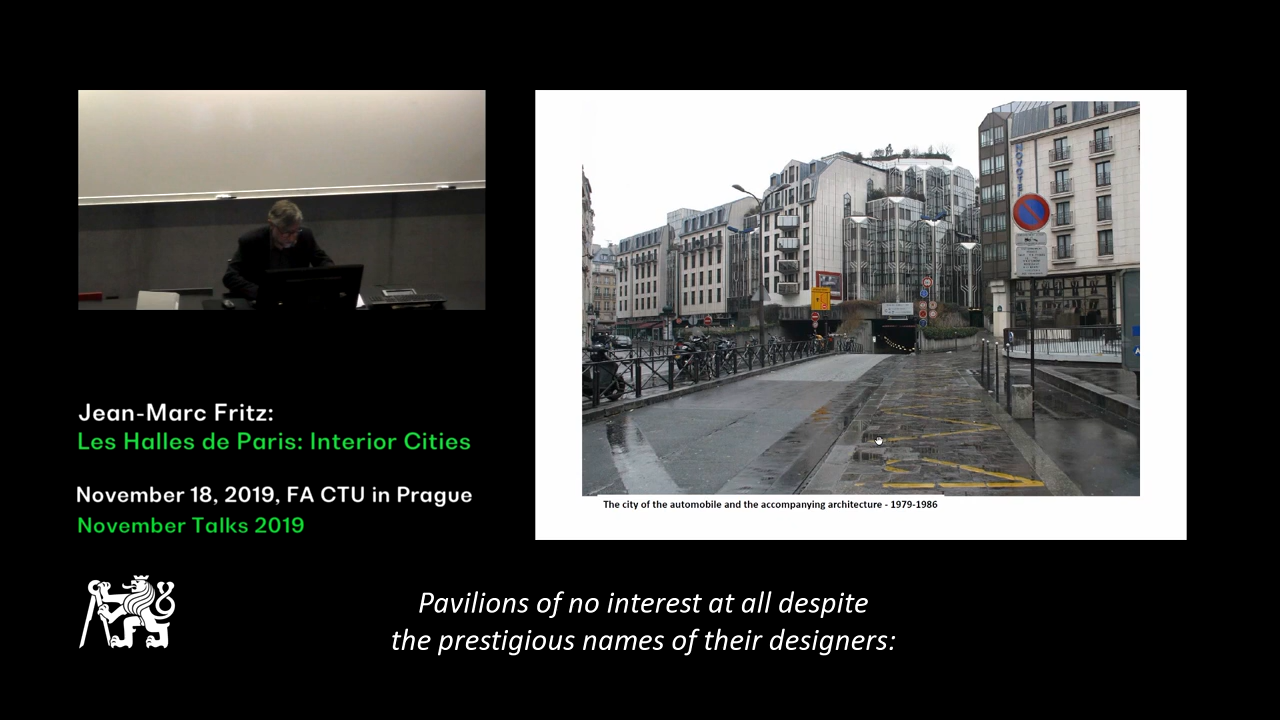 Jean-Marc Fritz:
Les Halles de Paris: Interior Cities
November 18, 2019, FA CTU in Prague
November Talks 2019
NOVOTEL
The city of the automobile and the accompanying architecture - 1979-1986
Pavilions of no interest at all despite
the prestigious names of their designers: